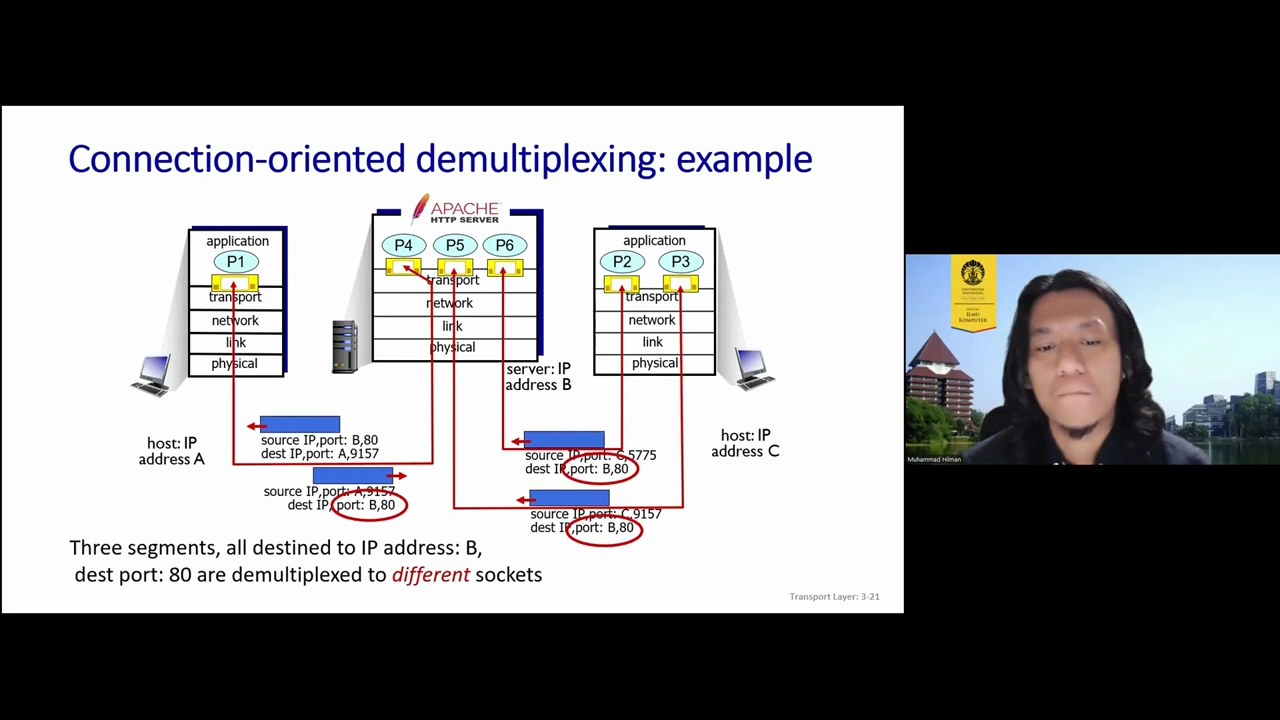 Connection-oriented demultiplexing: example
APACHE
HTTP SERVER
application
P1
transport
network
link
physical
P4 P5 P6
transport
network
link
physical
application
P2 P3
transport
network
link
physical
server: IP
address B
host: IP
address A
host: IP
address C
source IP,port: B,80
dest IP,port: A,9157
source IP,port: A,9157
dest IP, port: B,80
source IP,port: C,5775
dest IP,port: B,80
source IP,port: C,9157
dest IP,port: B,80
Three segments, all destined to IP address: B,
dest port: 80 are demultiplexed to different sockets
Transport Layer: 3-21
UNIVERSITAS
INDONESIA
ILMU
KOMPUTER
Muhammad Hilman